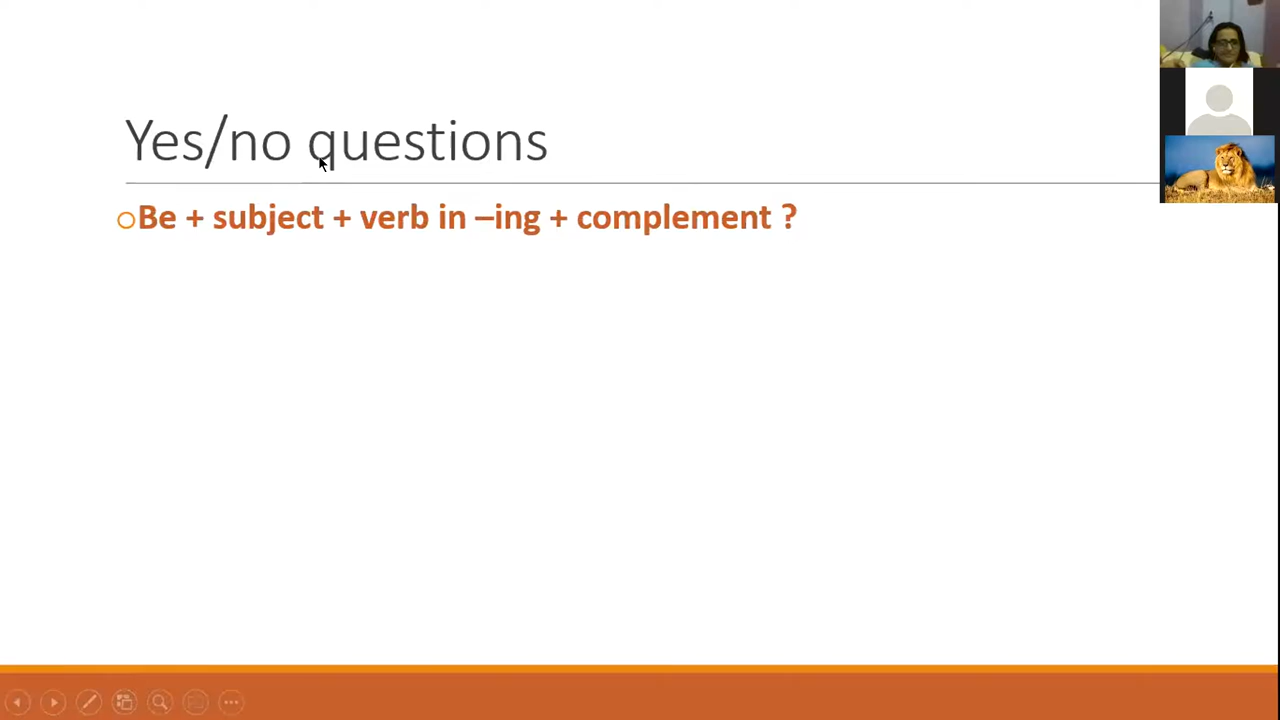 Yes/no questions
Be + subject + verb in –ing + complement ?